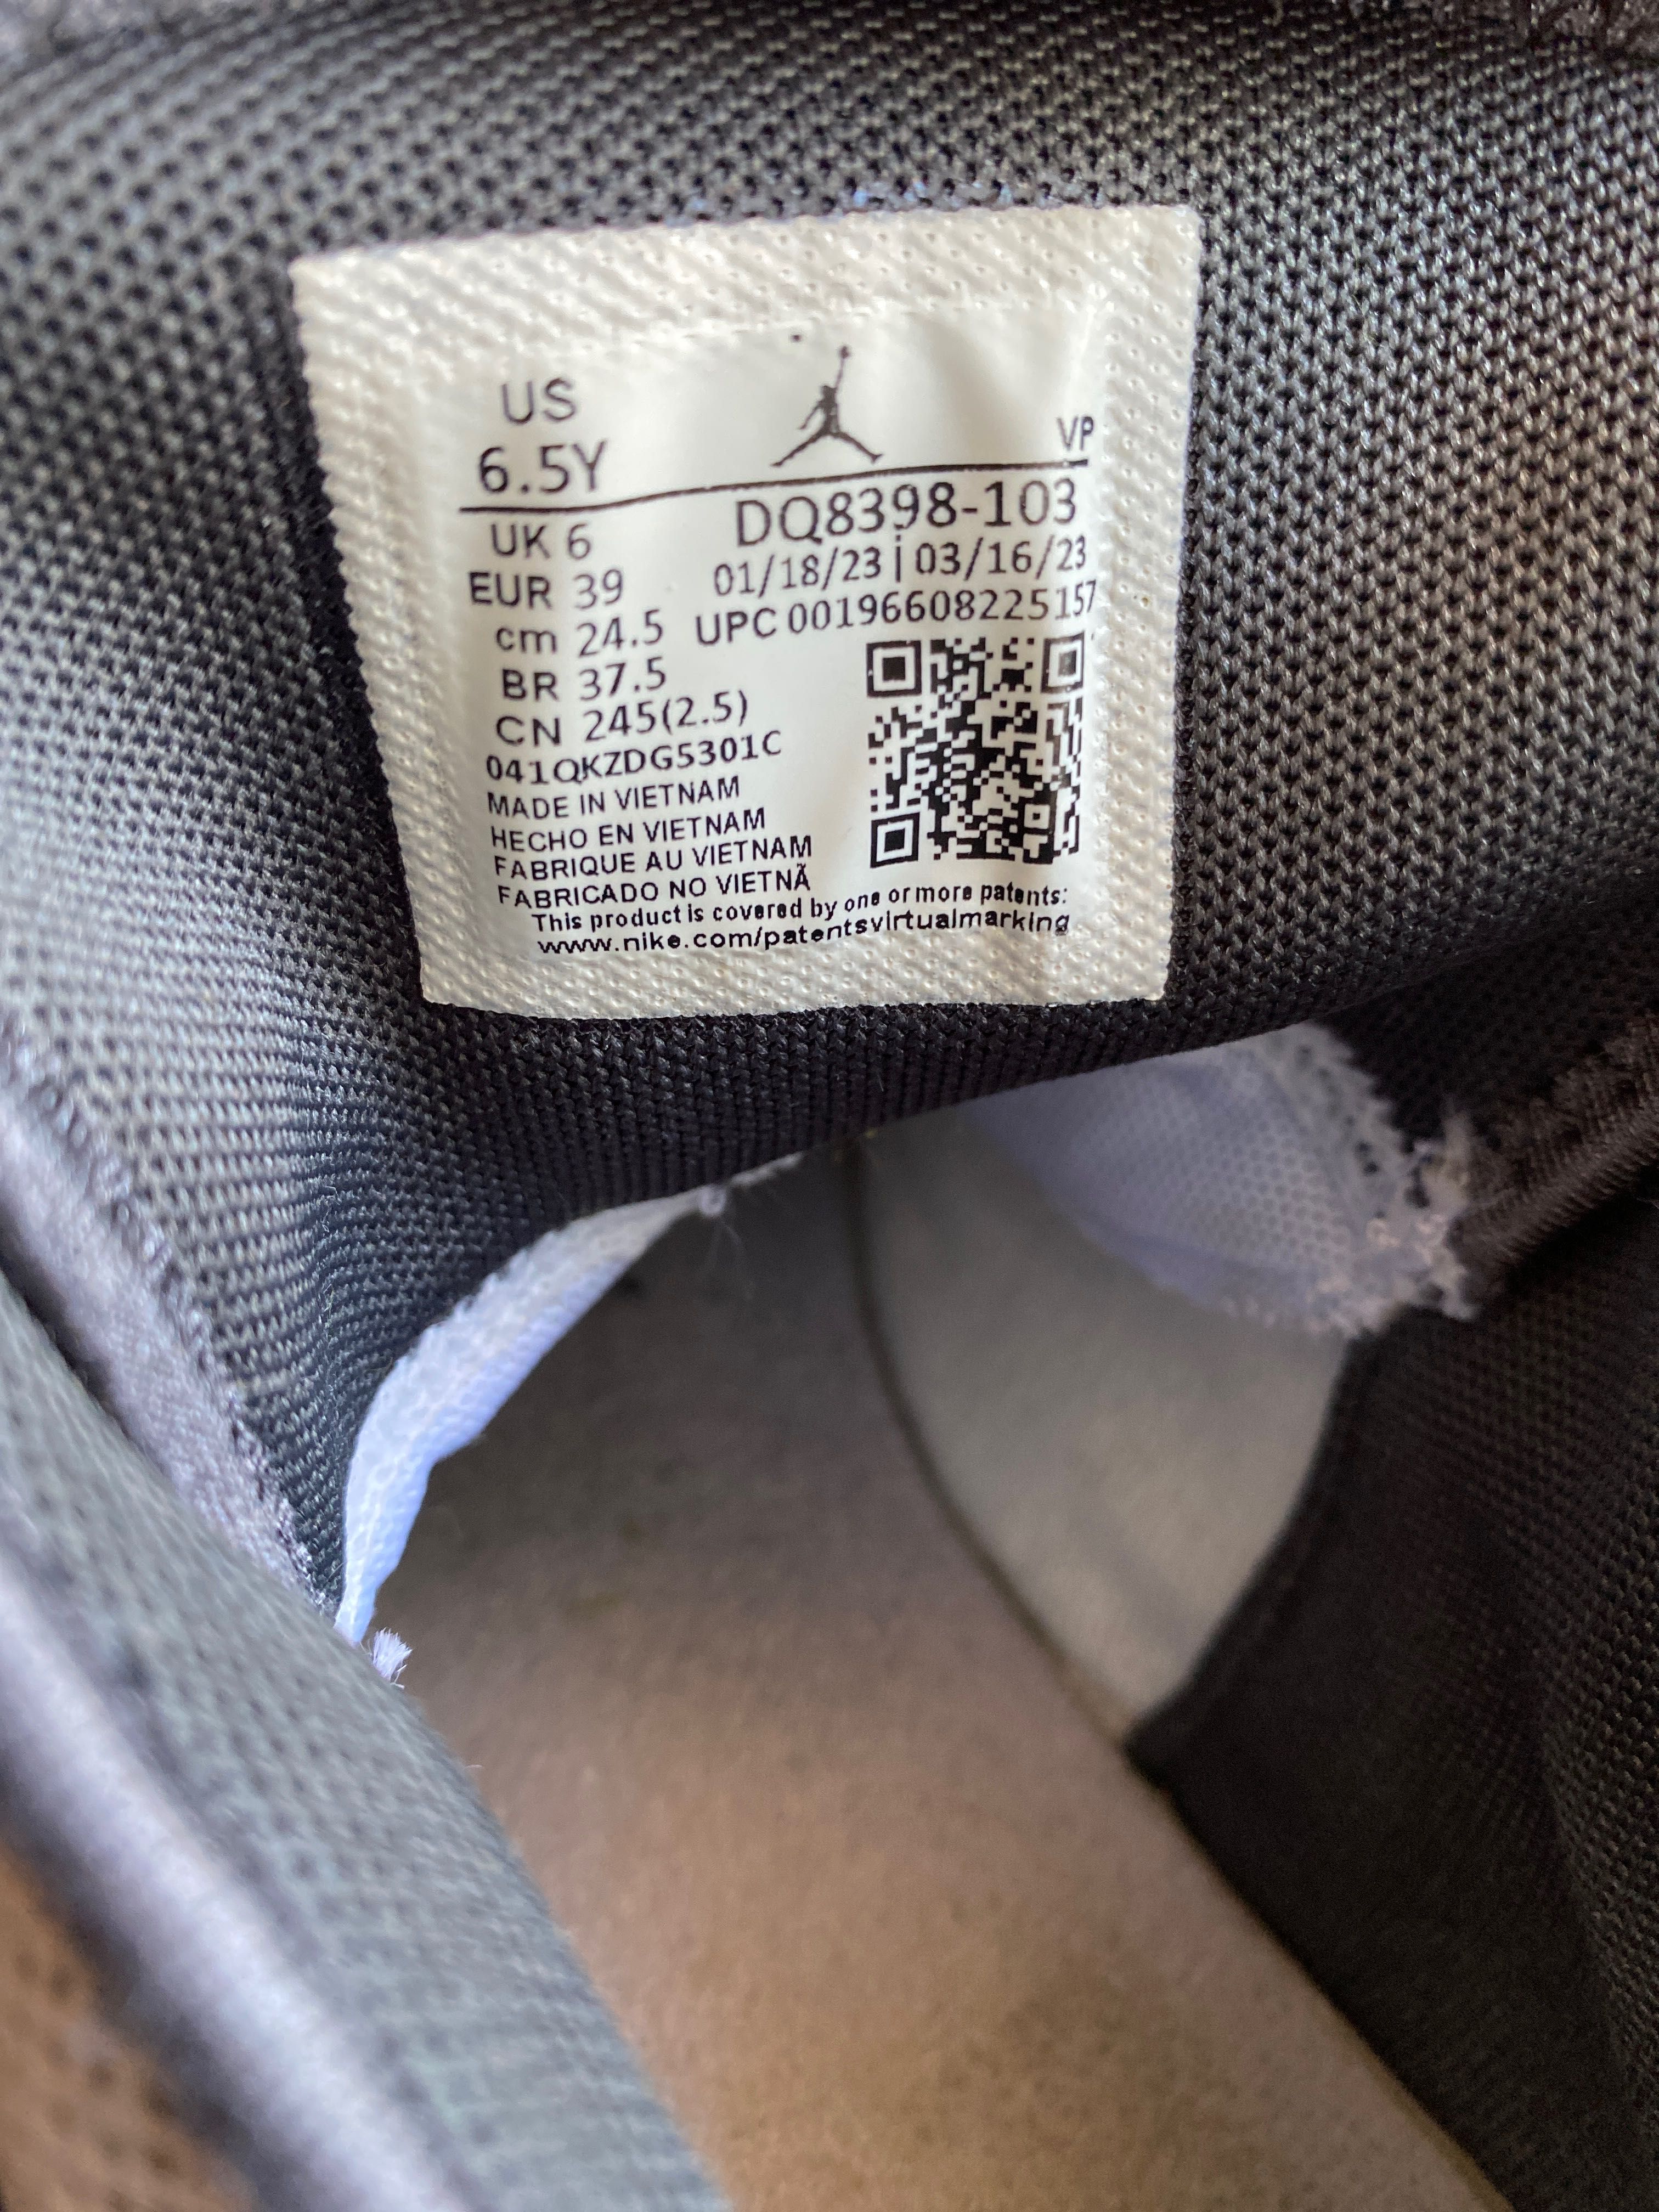 US
6.5Y
VP
UK 6
DQ8398-103
EUR 39
01/18/23 | 03/16/23
cm 24.5
UPC 00196608225157
BR 37.5
CN 245(2.5)
041QKZDG5301C
MADE IN VIETNAM
HECHO EN VIETNAM
FABRIQUE AU VIETNAM
FABRICADO NO VIETNÃ
This product is covered by one or more patents:
www.nike.com/patentsvirtualmarking